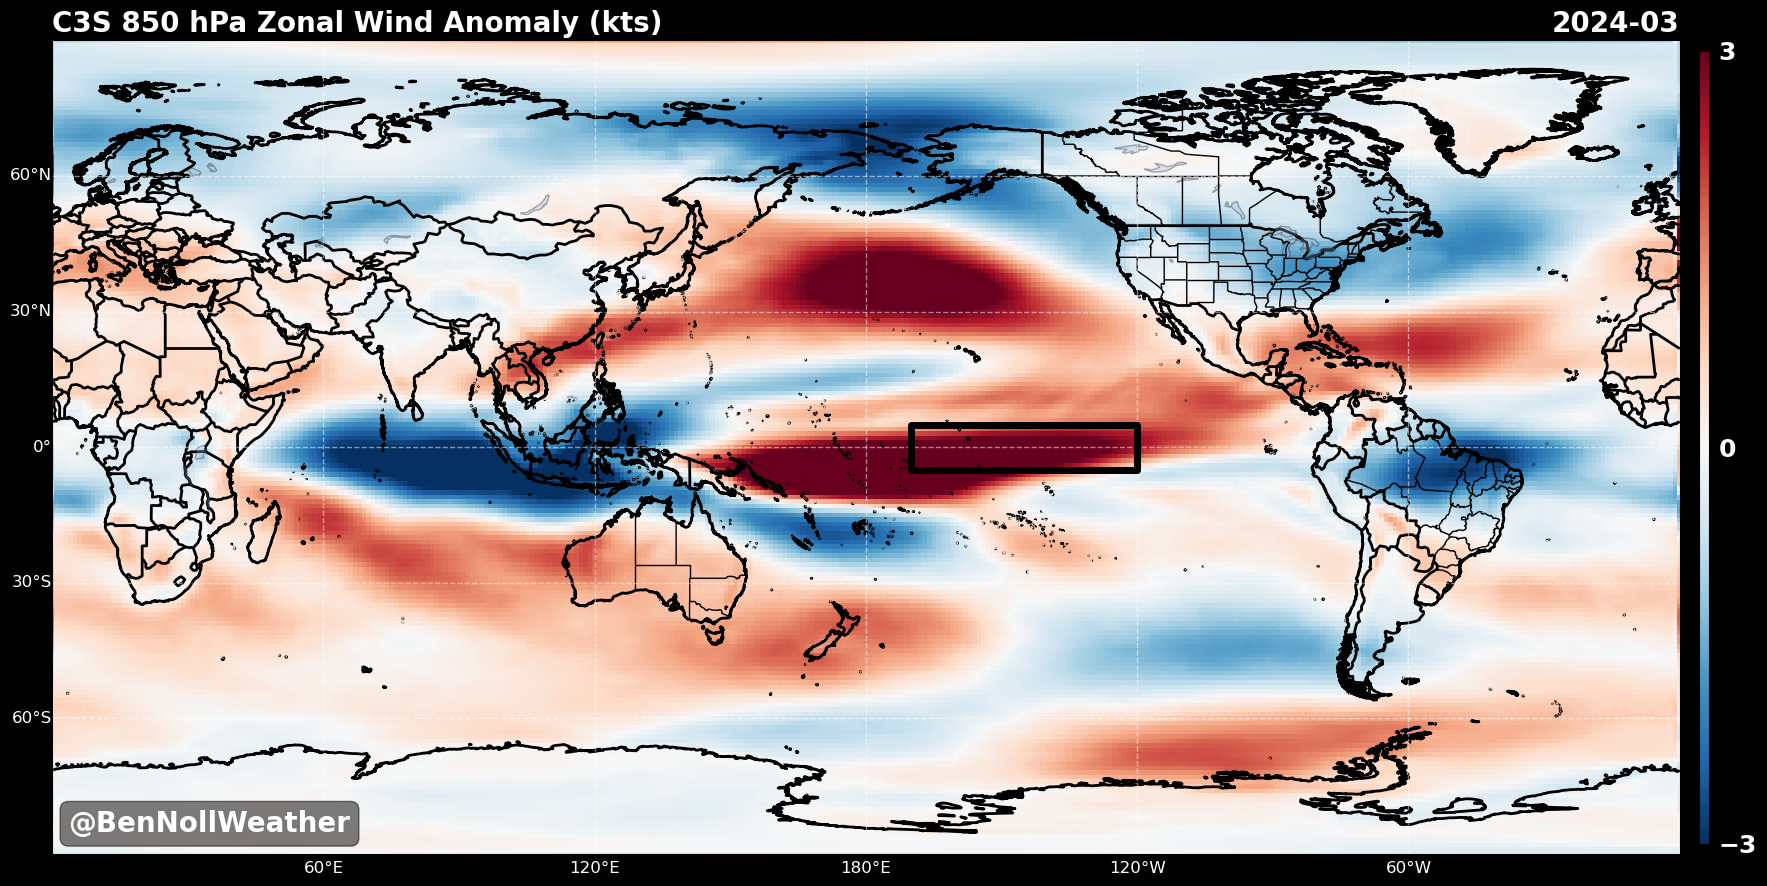 C3S 850 hPa Zonal Wind Anomaly (kts) 2024-03
3
60°N
30°N
0° 0
30°S
60°S
@BenNollWeather
−3
60°E 120°E 180°E 120°W 60°W